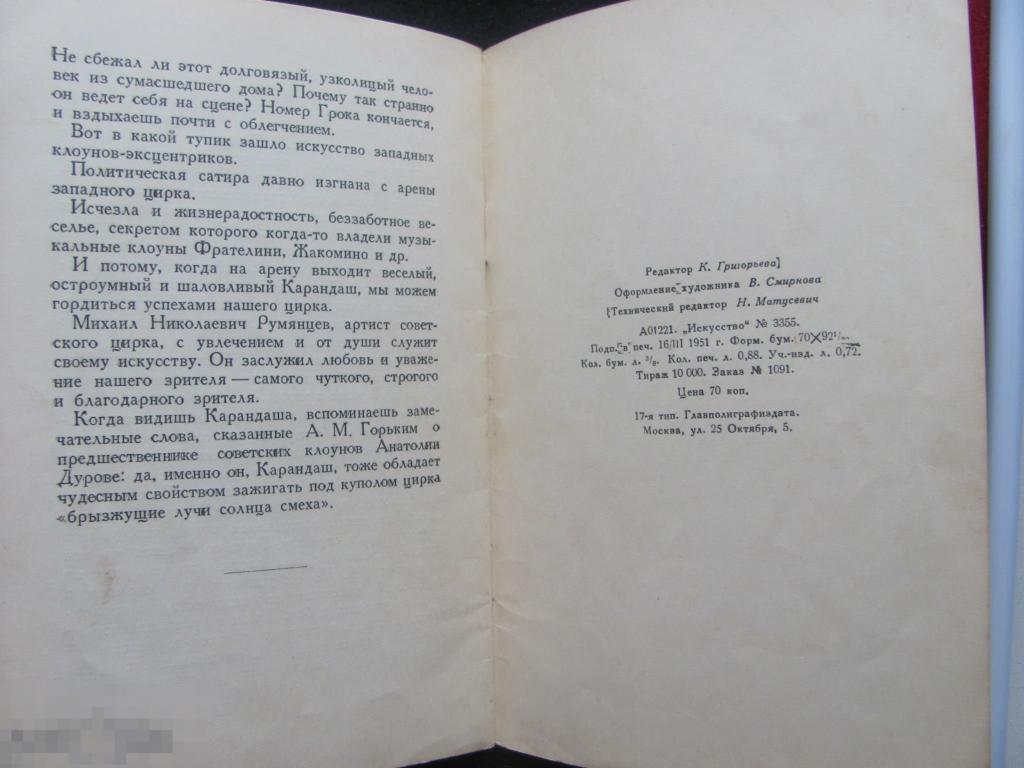 Не сбежал ли этот долговязый, узколицый чело-
век из сумасшедшего дома? Почему так странно
он ведет себя на сцене? Номер Грока кончается,
и вздыхаешь почти с облегчением.
Вот в какой тупик зашло искусство западных
клоунов-эксцентриков.
Политическая сатира давно изгнана с арены
западного цирка.
Исчезла и жизнерадостность, беззаботное ве-
селье, секретом которого когда-то владели музы-
кальные клоуны Фрателини, Жакомино и др.
И потому, когда на арену выходит веселый,
остроумный и шаловливый Карандаш, мы можем
гордиться успехами нашего цирка.
Михаил Николаевич Румянцев, артист совет-
ского цирка, с увлечением и от души служит
своему искусству. Он заслужил любовь и уваже-
ние нашего зрителя — самого чуткого, строгого
и благодарного зрителя.
Когда видишь Карандаша, вспоминаешь заме-
чательные слова, сказанные А. М. Горьким о
предшественнике советских клоунов Анатолии
Дурове: да, именно он, Карандаш, тоже обладает
чудесным свойством зажигать под куполом цирка
«брызжущие лучи солнца смеха».
Редактор К. Григорьева
Оформление художника В. Смирнова
Технический редактор Н. Матусевич
А01221. „Искусство“ № 3355.
Подп. в печ. 16/III 1951 г. Форм. бум. 70×92
Кол. бум. л. 3/8. Кол. печ. л. 0,88. Уч.-изд. л. 0,72.
Тираж 10 000. Заказ № 1091.
Цена 70 коп.
17-я тип. Главполиграфиздата.
Москва, ул. 25 Октября, 5.